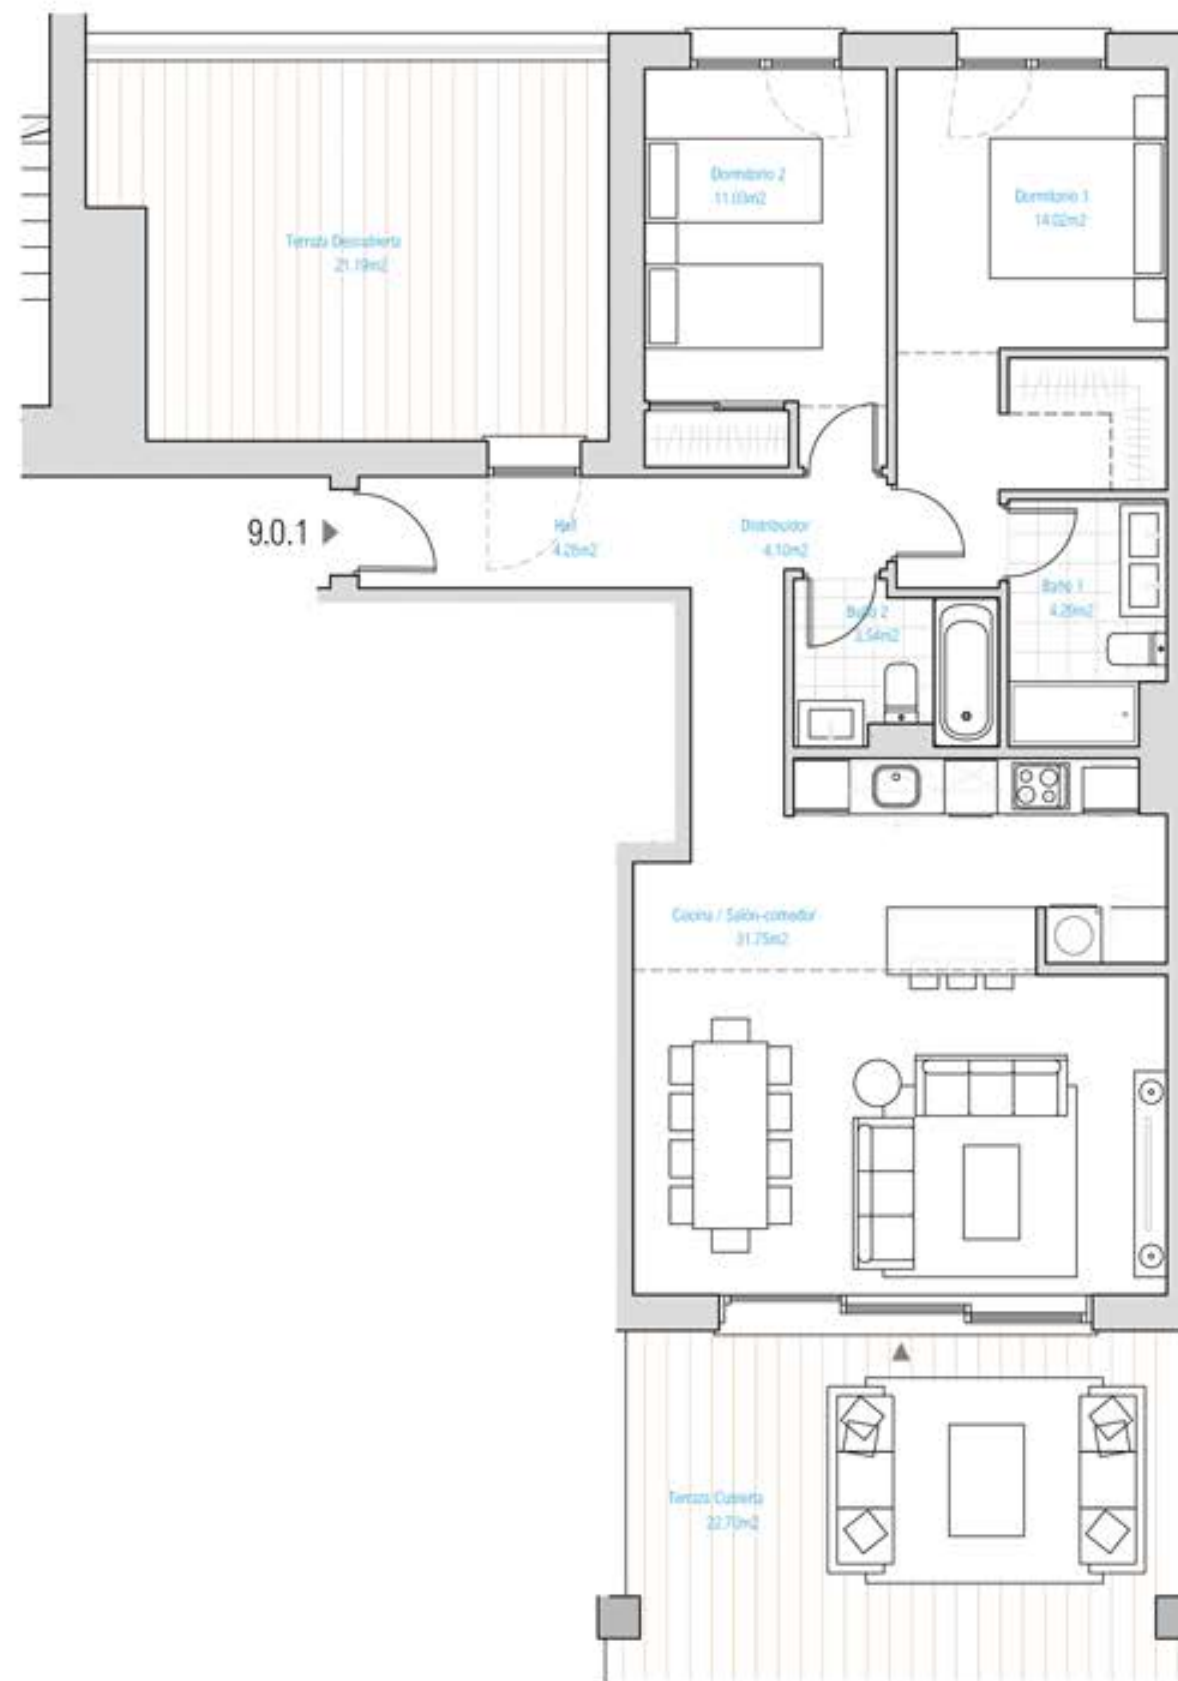 Dormitorio 2
11.03m2
Dormitorio 1
14.02m2
Terraza Descubierta
21.19m2
9.0.1
Hall
4.26m2
Distribuidor
4.10m2
Baño 1
4.26m2
Baño 2
3.54m2
Cocina / Salón-comedor
31.75m2
Terraza Cubierta
22.70m2